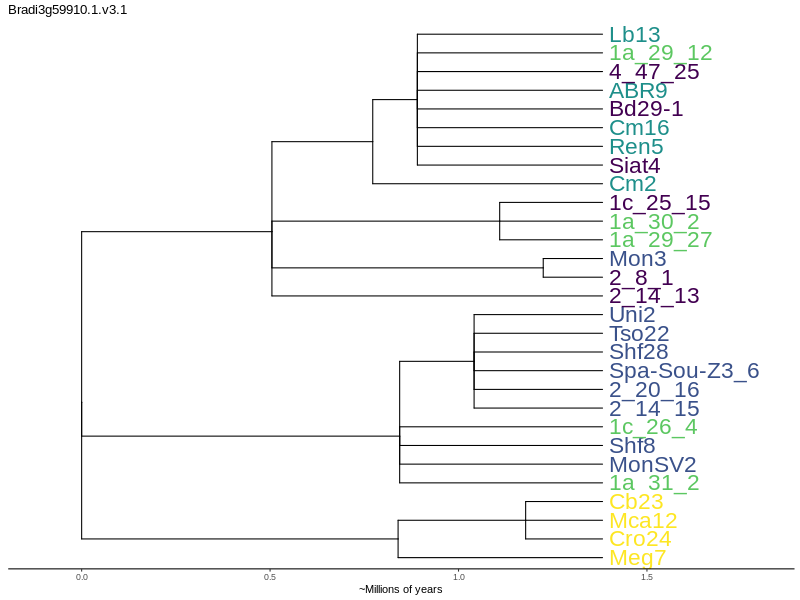 Bradi3g59910.1.v3.1
Lb13
1a_29_12
4_47_25
ABR9
Bd29-1
Cm16
Ren5
Siat4
Cm2
1c_25_15
1a_30_2
1a_29_27
Mon3
2_8_1
2_14_13
Uni2
Tso22
Shf28
Spa-Sou-Z3_6
2_20_16
2_14_15
1c_26_4
Shf8
MonSV2
1a_31_2
Cb23
Mca12
Cro24
Meg7
0.0 0.5 1.0 1.5
~Millions of years